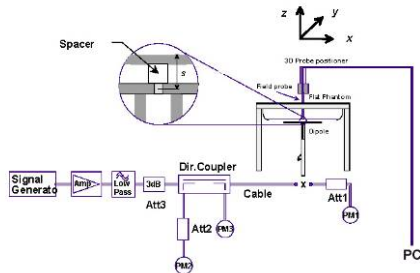 z
y
x
Spacer
s
3D Probe positioner
Field probe
Flat Phantom
Dipole
Signal
Generato
Amp
Low
Pass
3dB
Att3
Dir.Coupler
Cable
x
Att1
Att2
PM3
PM1
PM2
PC